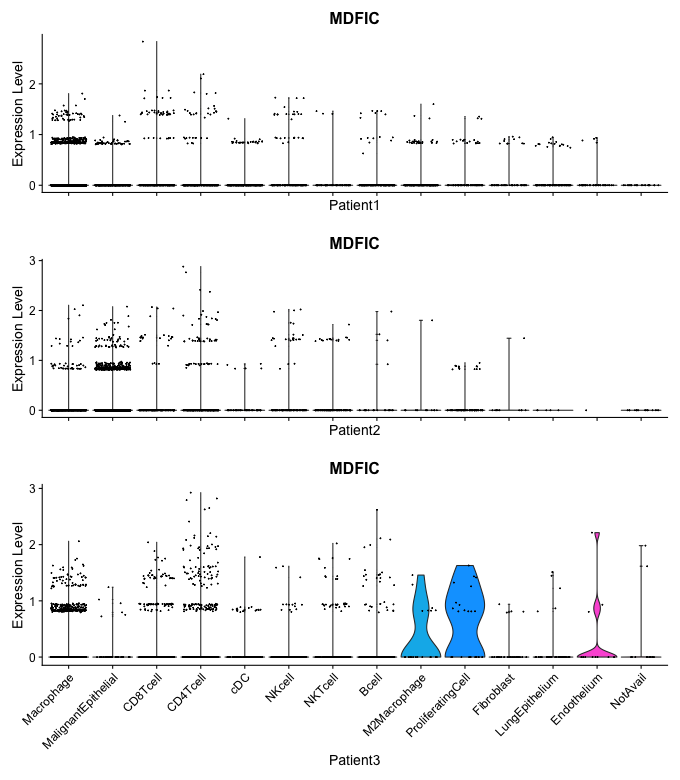 MDFIC
Expression Level
2
1
0
Patient1
MDFIC
Expression Level
3
2
1
0
Patient2
MDFIC
Expression Level
3
2
1
0
Macrophage
MalignantEpithelial
CD8Tcell
CD4Tcell
cDC
NKcell
NKTcell
Bcell
M2Macrophage
ProliferatingCell
Fibroblast
LungEpithelium
Endothelium
NotAvail
Patient3